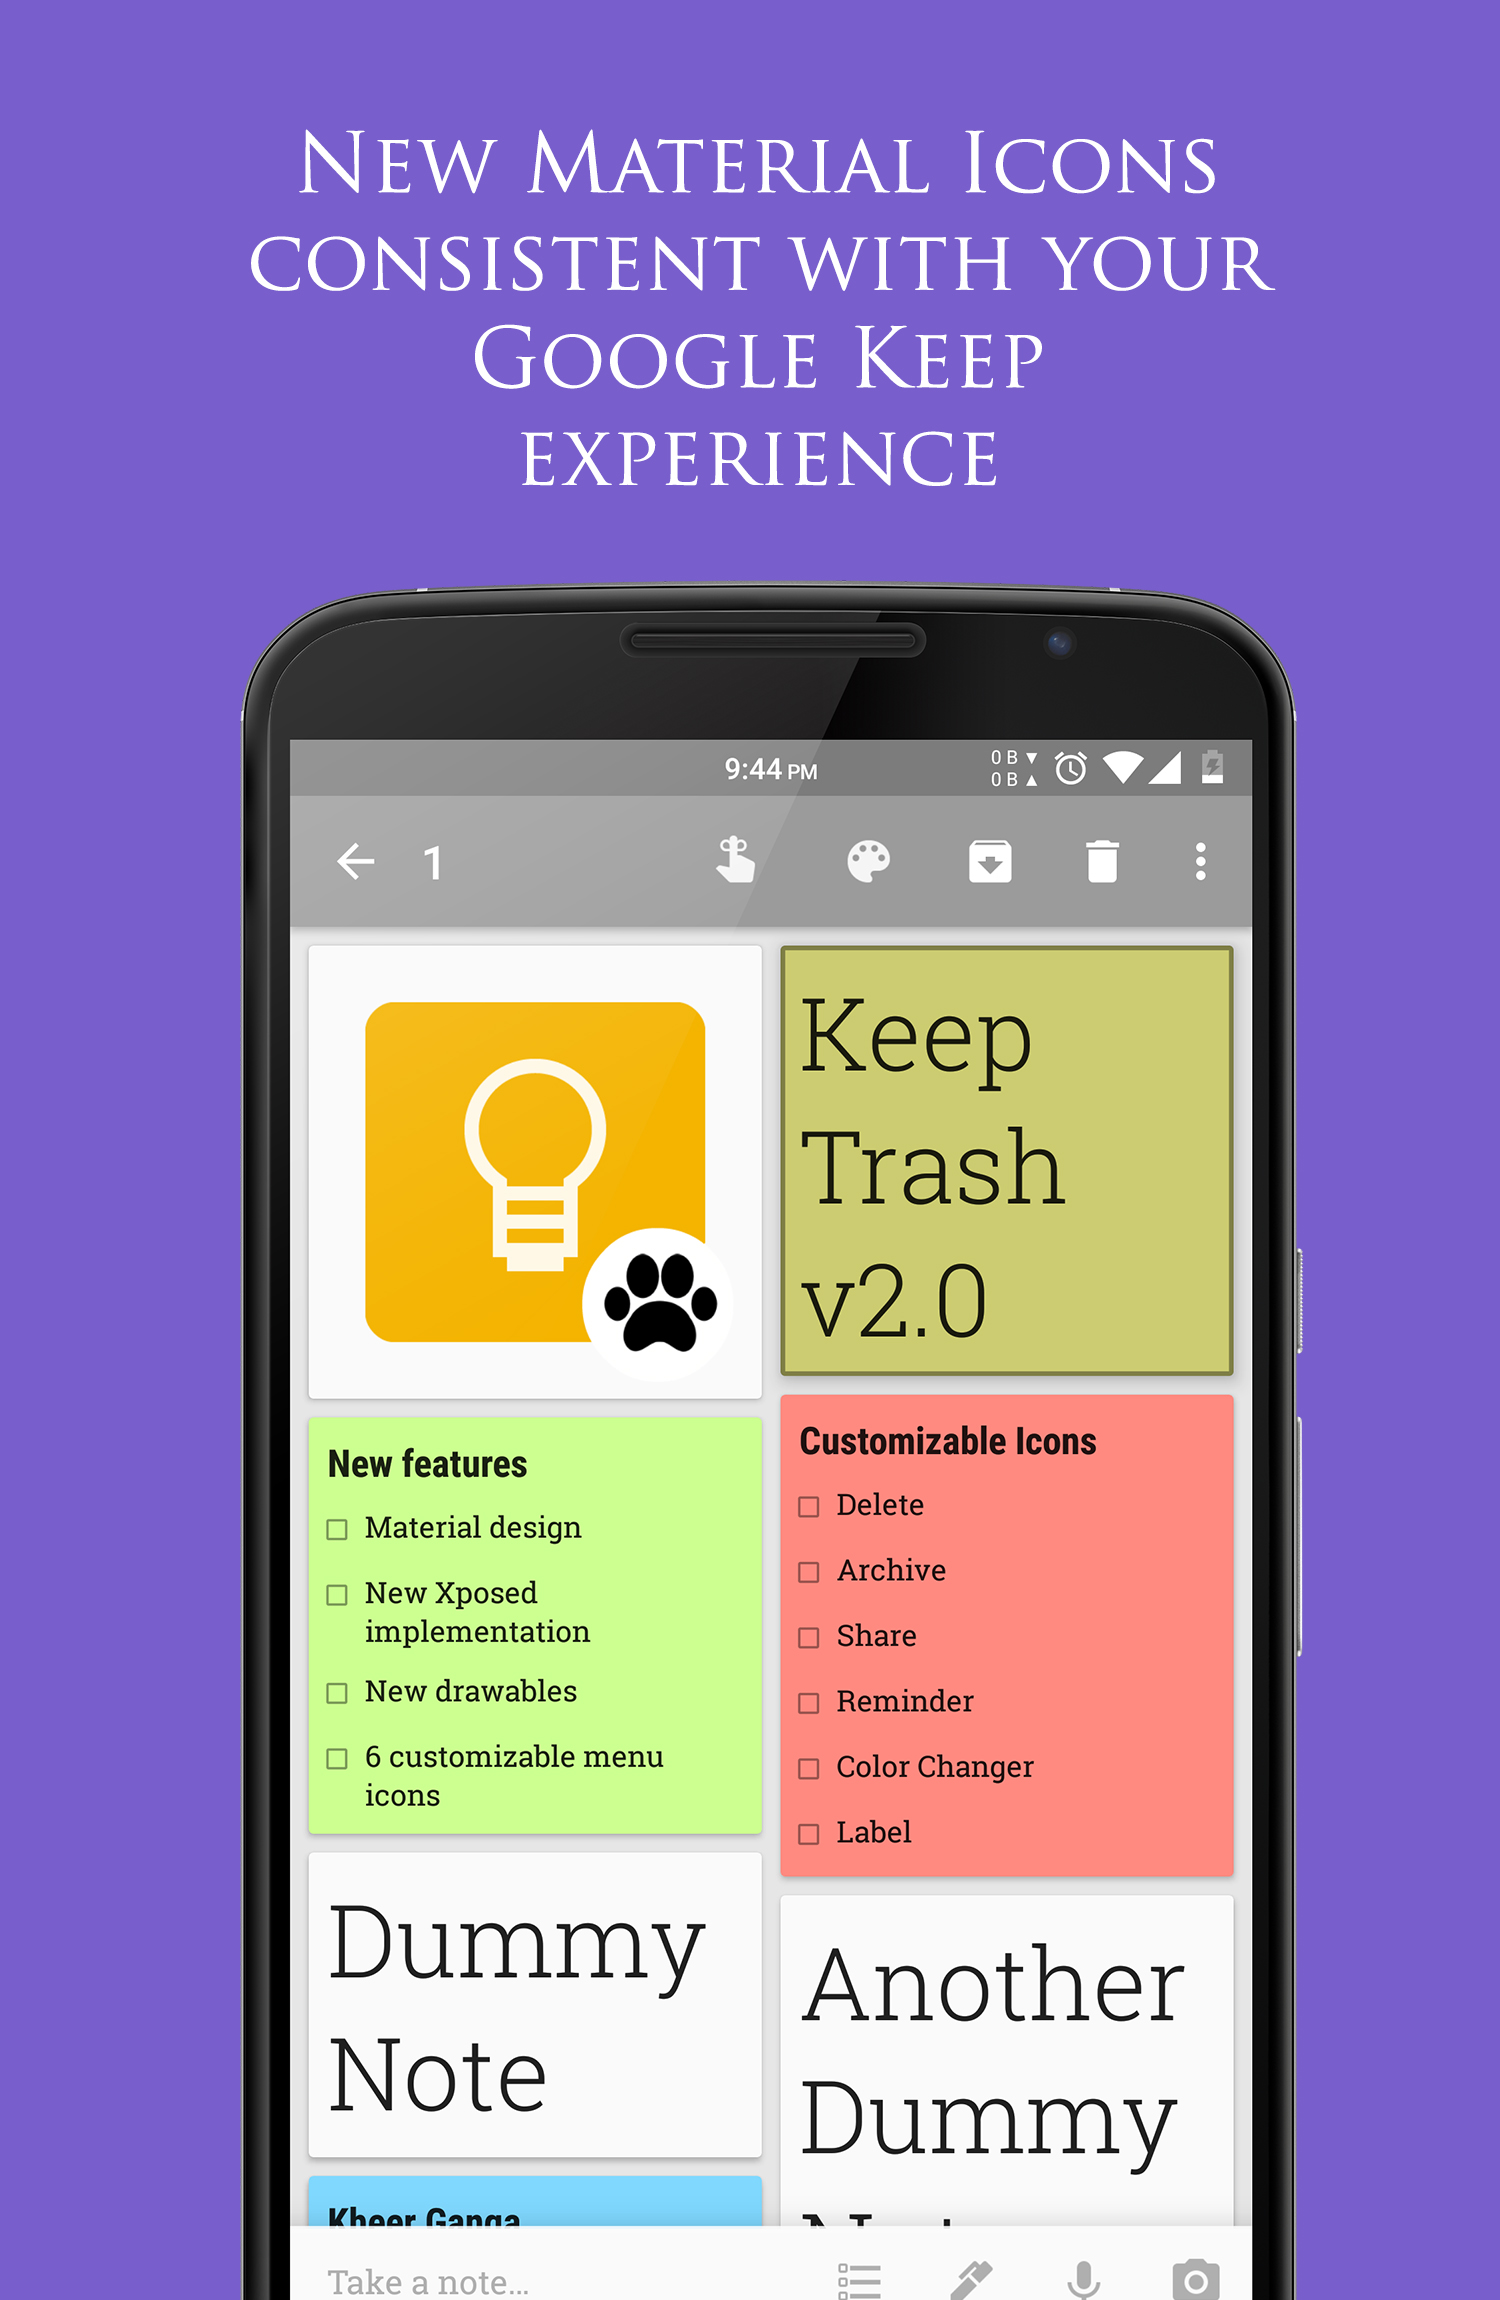 New Material Icons
consistent with your
Google Keep
experience
9:44 PM
0 B ▼
0 B ▲
1
Keep
Trash
v2.0
New features
Material design
New Xposed
implementation
New drawables
6 customizable menu
icons
Customizable Icons
Delete
Archive
Share
Reminder
Color Changer
Label
Dummy
Note
Another
Dummy
Kheer Ganga
Take a note...